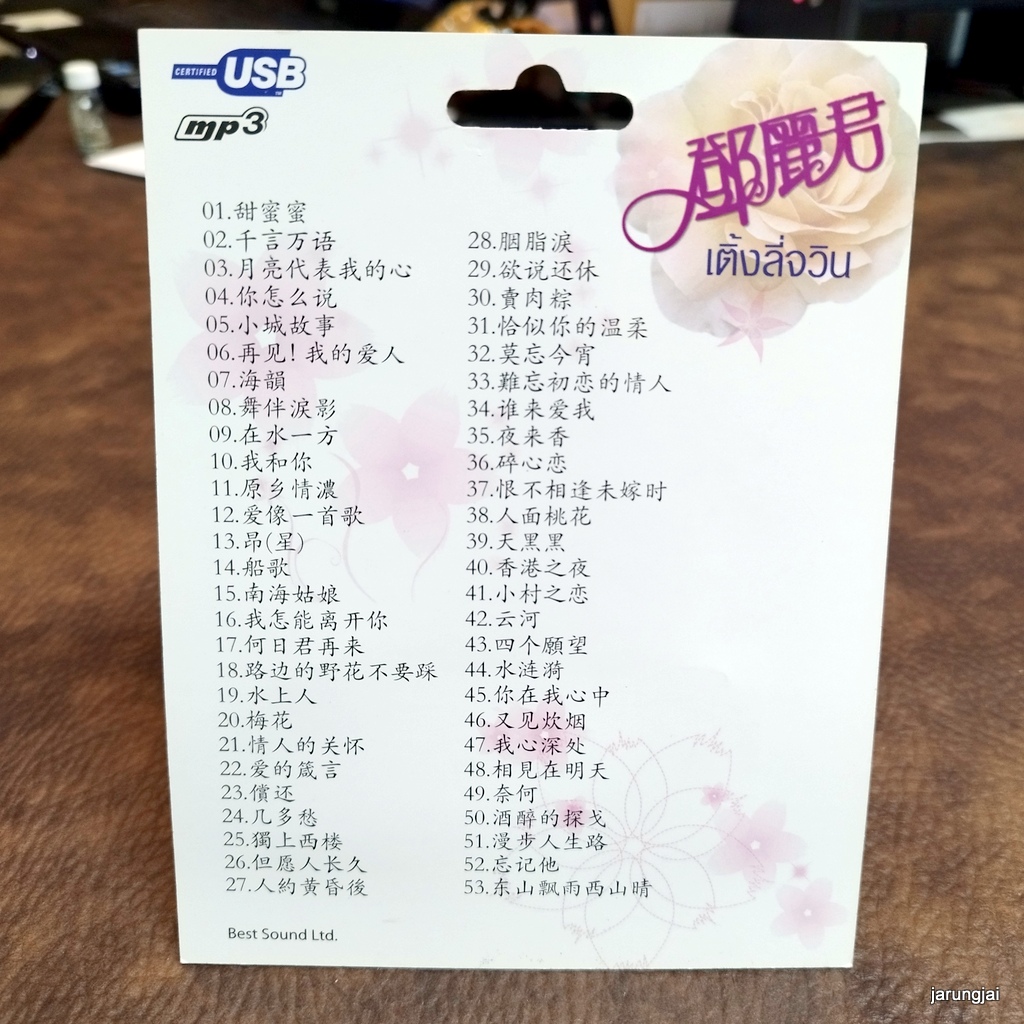 CERTIFIED USB TM
mp3
鄧麗君
เติ้งลี่จวิน
01.甜蜜蜜
02.千言万语
03.月亮代表我的心
04.你怎么说
05.小城故事
06.再见! 我的爱人
07.海韻
08.舞伴淚影
09.在水一方
10.我和你
11.原乡情濃
12.爱像一首歌
13.昂(星)
14.船歌
15.南海姑娘
16.我怎能离开你
17.何日君再来
18.路边的野花不要踩
19.水上人
20.梅花
21.情人的关怀
22.爱的箴言
23.償还
24.几多愁
25.獨上西楼
26.但愿人长久
27.人約黄昏後
28.胭脂淚
29.欲说还休
30.賣肉粽
31.恰似你的温柔
32.莫忘今宵
33.難忘初恋的情人
34.谁来爱我
35.夜来香
36.碎心恋
37.恨不相逢未嫁时
38.人面桃花
39.天黑黑
40.香港之夜
41.小村之恋
42.云河
43.四个願望
44.水涟漪
45.你在我心中
46.又见炊烟
47.我心深处
48.相見在明天
49.奈何
50.酒醉的探戈
51.漫步人生路
52.忘记他
53.东山飘雨西山晴
Best Sound Ltd.
jarungjai